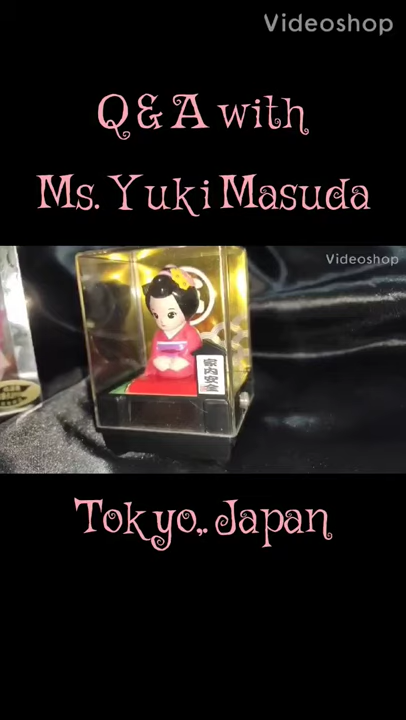 Videoshop
Q & A with
Ms. Yuki Masuda
Videoshop
家内安全
Tokyo,. Japan